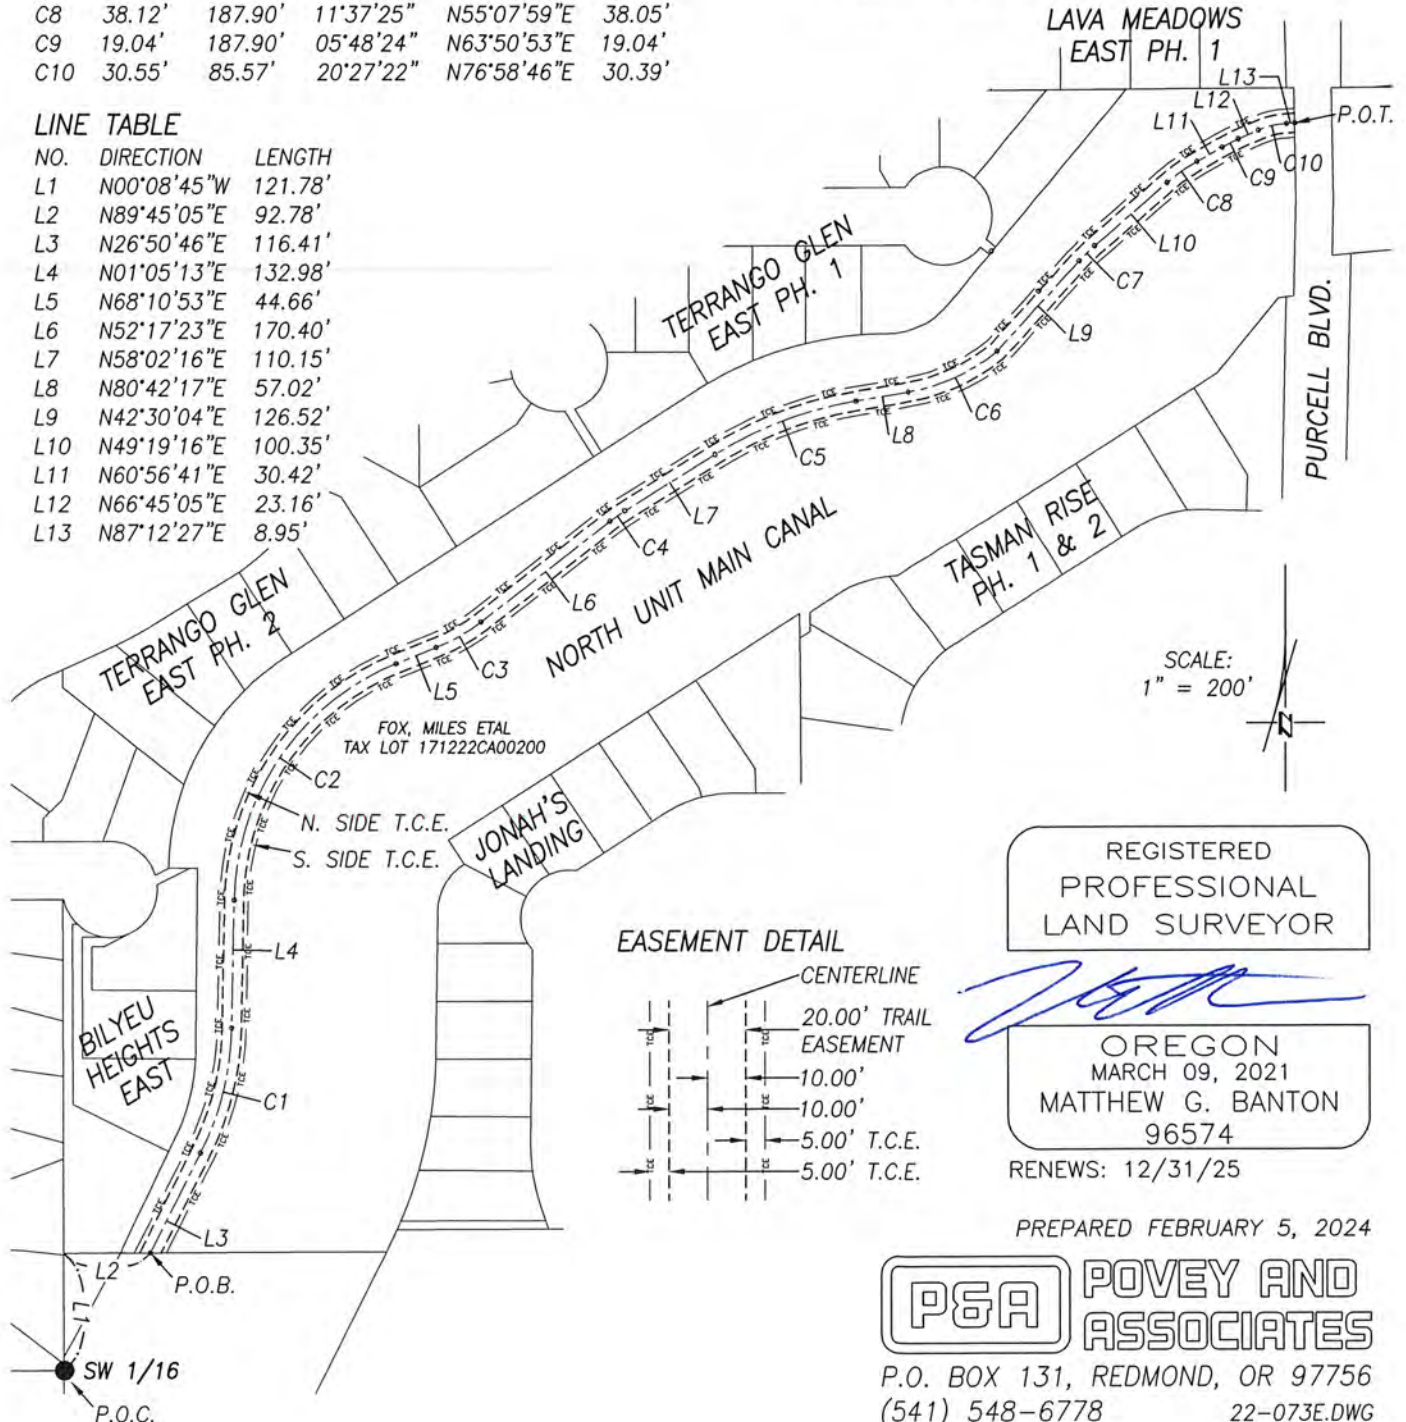 C8 38.12' 187.90' 11°37'25" N55°07'59"E 38.05'
C9 19.04' 187.90' 05°48'24" N63°50'53"E 19.04'
C10 30.55' 85.57' 20°27'22" N76°58'46"E 30.39'
LINE TABLE
NO. DIRECTION LENGTH
L1 N00°08'45"W 121.78'
L2 N89°45'05"E 92.78'
L3 N26°50'46"E 116.41'
L4 N01°05'13"E 132.98'
L5 N68°10'53"E 44.66'
L6 N52°17'23"E 170.40'
L7 N58°02'16"E 110.15'
L8 N80°42'17"E 57.02'
L9 N42°30'04"E 126.52'
L10 N49°19'16"E 100.35'
L11 N60°56'41"E 30.42'
L12 N66°45'05"E 23.16'
L13 N87°12'27"E 8.95'
LAVA MEADOWS
EAST PH. 1
L13
L12
L11
P.O.T.
C10
C9
C8
L10
C7
L9
C6
L8
C5
L7
C4
L6
C3
L5
C2
TERRANGO GLEN
EAST PH. 1
PURCELL BLVD.
TASMAN RISE
PH. 1 & 2
NORTH UNIT MAIN CANAL
TERRANGO GLEN
EAST PH. 2
FOX, MILES ETAL
TAX LOT 171222CA00200
SCALE:
1" = 200'
N
N. SIDE T.C.E.
S. SIDE T.C.E.
JONAH'S
LANDING
L4
BILYEU
HEIGHTS
EAST
C1
L3
L2
P.O.B.
L1
SW 1/16
P.O.C.
EASEMENT DETAIL
CENTERLINE
20.00' TRAIL
EASEMENT
10.00'
10.00'
5.00' T.C.E.
5.00' T.C.E.
TCE
TCE
TCE
TCE
TCE
TCE
REGISTERED
PROFESSIONAL
LAND SURVEYOR
OREGON
MARCH 09, 2021
MATTHEW G. BANTON
96574
RENEWS: 12/31/25
PREPARED FEBRUARY 5, 2024
P&A
POVEY AND
ASSOCIATES
P.O. BOX 131, REDMOND, OR 97756
(541) 548-6778 22-073E.DWG